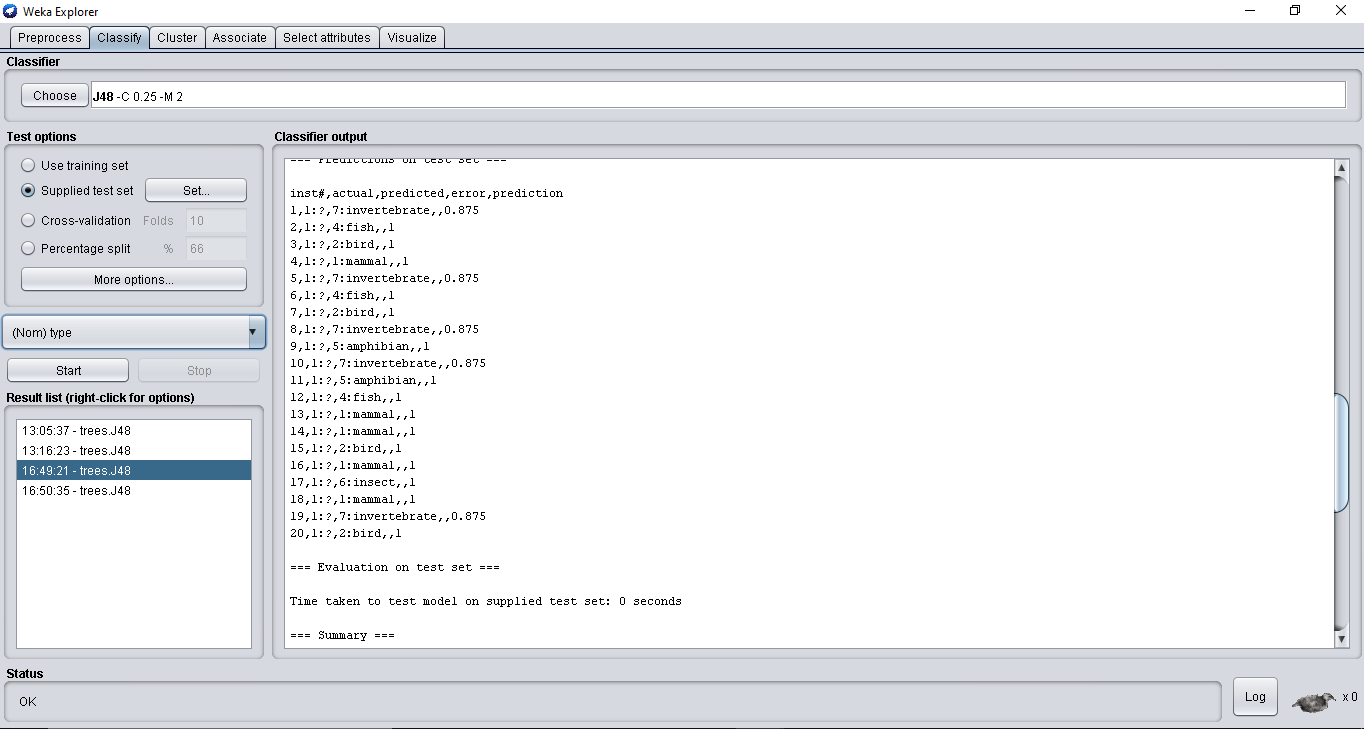 Weka Explorer
Preprocess Classify Cluster Associate Select attributes Visualize
Classifier
Choose J48 -C 0.25 -M 2
Test options
Use training set
Supplied test set Set...
Cross-validation Folds 10
Percentage split % 66
More options...
(Nom) type
Start Stop
Result list (right-click for options)
13:05:37 - trees.J48
13:16:23 - trees.J48
16:49:21 - trees.J48
16:50:35 - trees.J48
Classifier output
=== Predictions on test set ===
inst#,actual,predicted,error,prediction
1,1:?,7:invertebrate,,0.875
2,1:?,4:fish,,1
3,1:?,2:bird,,1
4,1:?,1:mammal,,1
5,1:?,7:invertebrate,,0.875
6,1:?,4:fish,,1
7,1:?,2:bird,,1
8,1:?,7:invertebrate,,0.875
9,1:?,5:amphibian,,1
10,1:?,7:invertebrate,,0.875
11,1:?,5:amphibian,,1
12,1:?,4:fish,,1
13,1:?,1:mammal,,1
14,1:?,1:mammal,,1
15,1:?,2:bird,,1
16,1:?,1:mammal,,1
17,1:?,6:insect,,1
18,1:?,1:mammal,,1
19,1:?,7:invertebrate,,0.875
20,1:?,2:bird,,1
=== Evaluation on test set ===
Time taken to test model on supplied test set: 0 seconds
=== Summary ===
Status
OK
Log
x 0